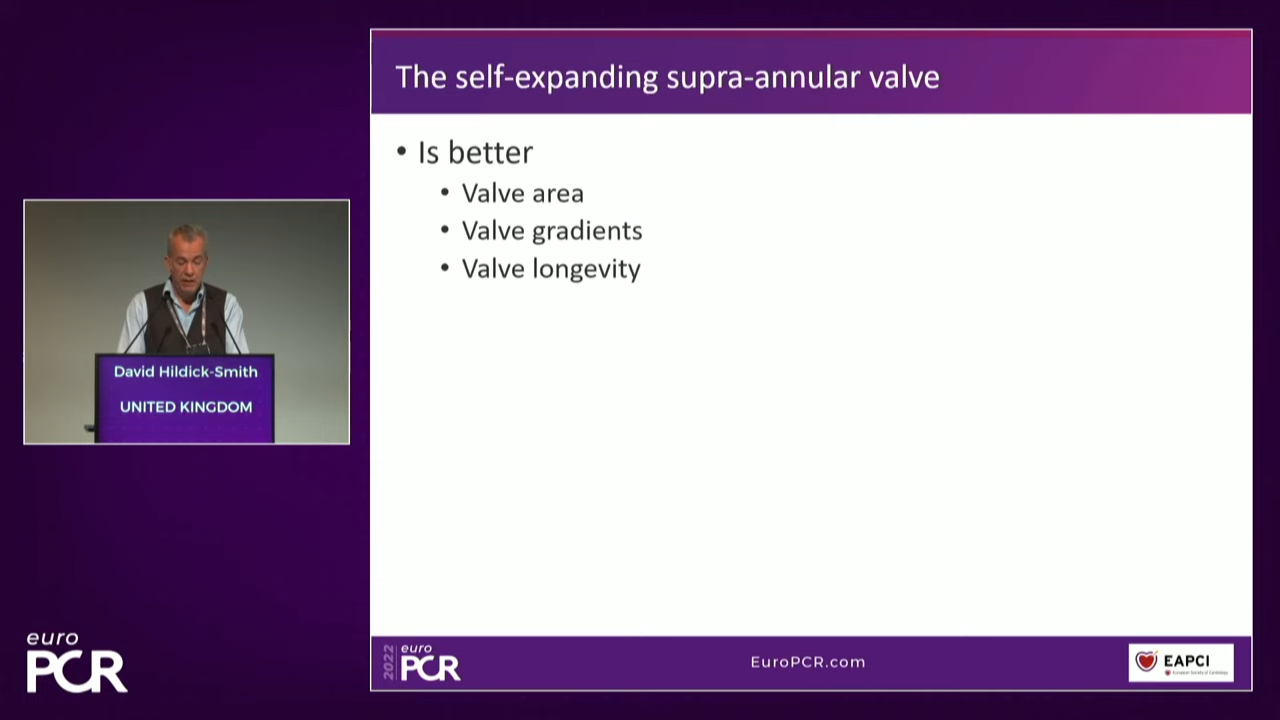 The self-expanding supra-annular valve
• Is better
• Valve area
• Valve gradients
• Valve longevity
David Hildick-Smith
UNITED KINGDOM
euro
PCR
2022
euro
PCR
EuroPCR.com
EAPCI